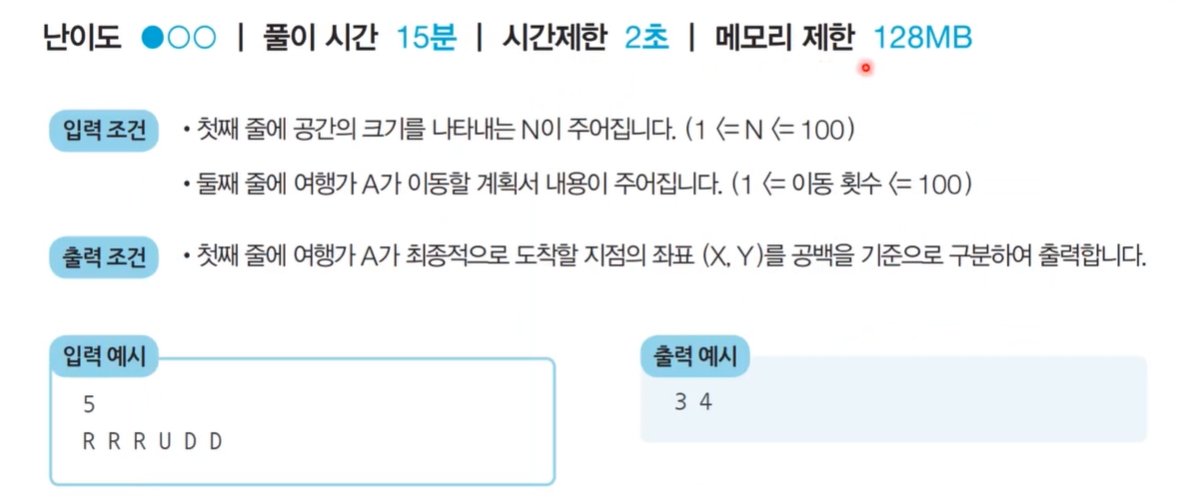 난이도 ●○○ | 풀이 시간 15분 | 시간제한 2초 | 메모리 제한 128MB
입력 조건 • 첫째 줄에 공간의 크기를 나타내는 N이 주어집니다. (1 <= N <= 100)
• 둘째 줄에 여행가 A가 이동할 계획서 내용이 주어집니다. (1 <= 이동 횟수 <= 100)
출력 조건 • 첫째 줄에 여행가 A가 최종적으로 도착할 지점의 좌표 (X, Y)를 공백을 기준으로 구분하여 출력합니다.
입력 예시
5
R R R U D D
출력 예시
3 4